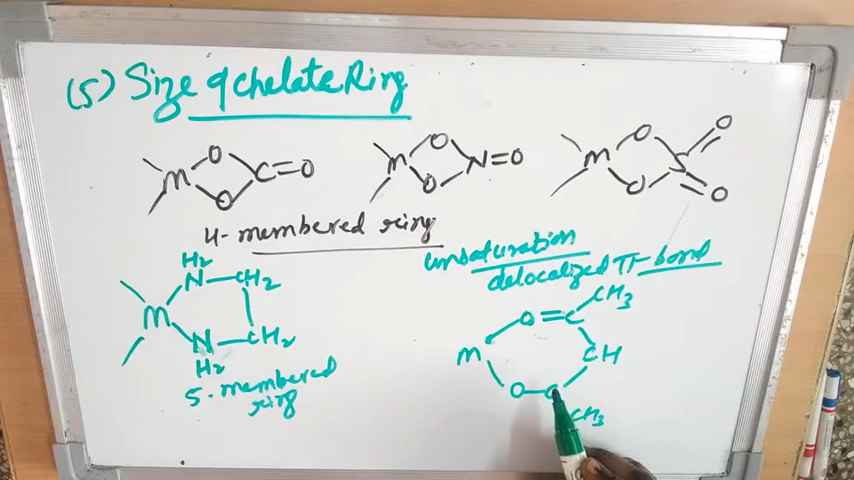 (5) Size of Chelate Ring
M O O C=O
M O O N=O
M O O S O O
4-membered ring
unsaturation
delocalized π-bond
M H2 N—CH2
N—CH2 H2
5-membered
ring
M O=C CH3
CH
O—C CH3